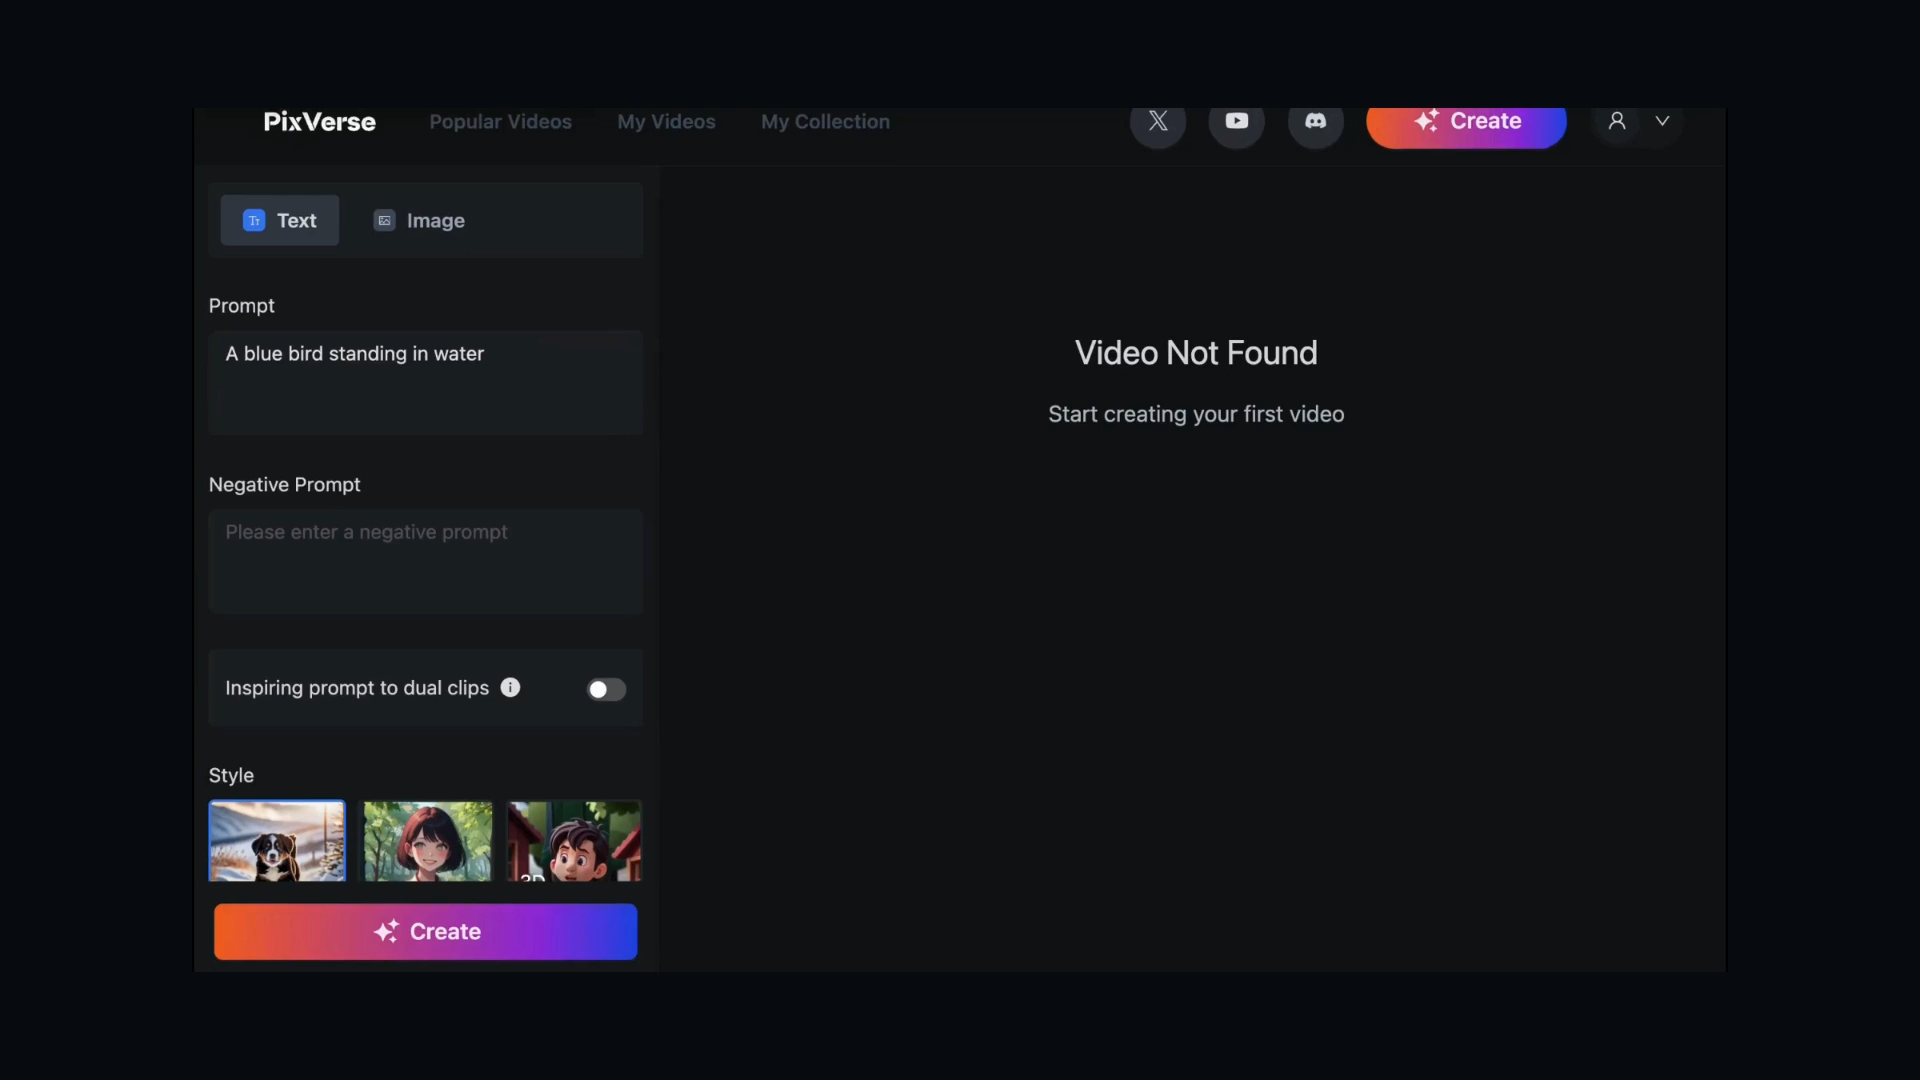 PixVerse
Popular Videos
My Videos
My Collection
Create
Text
Image
Prompt
A blue bird standing in water
Negative Prompt
Please enter a negative prompt
Inspiring prompt to dual clips
Style
3D
Create
Video Not Found
Start creating your first video